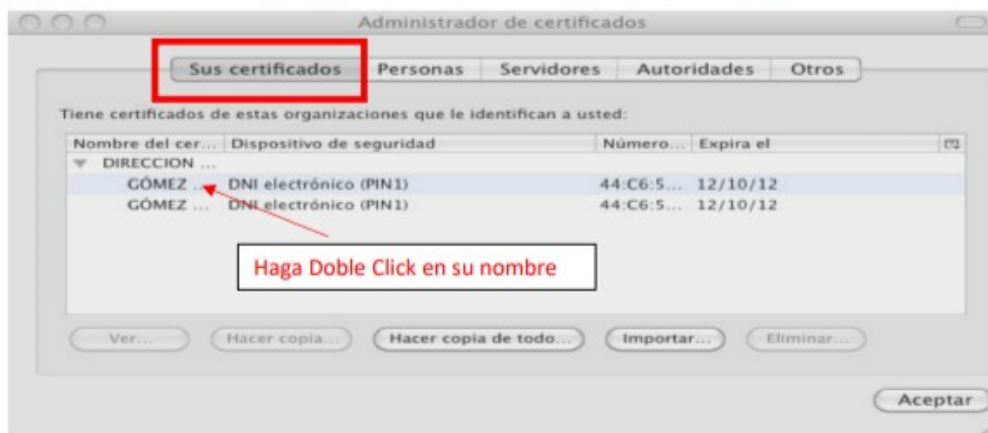 Administrador de certificados
Sus certificados Personas Servidores Autoridades Otros
Tiene certificados de estas organizaciones que le identifican a usted:
Nombre del cer... Dispositivo de seguridad Número... Expira el
DIRECCION ...
GÓMEZ ... DNI electrónico (PIN1) 44:C6:5... 12/10/12
GÓMEZ ... DNI electrónico (PIN1) 44:C6:5... 12/10/12
Haga Doble Click en su nombre
Ver... Hacer copia... Hacer copia de todo... Importar... Eliminar...
Aceptar